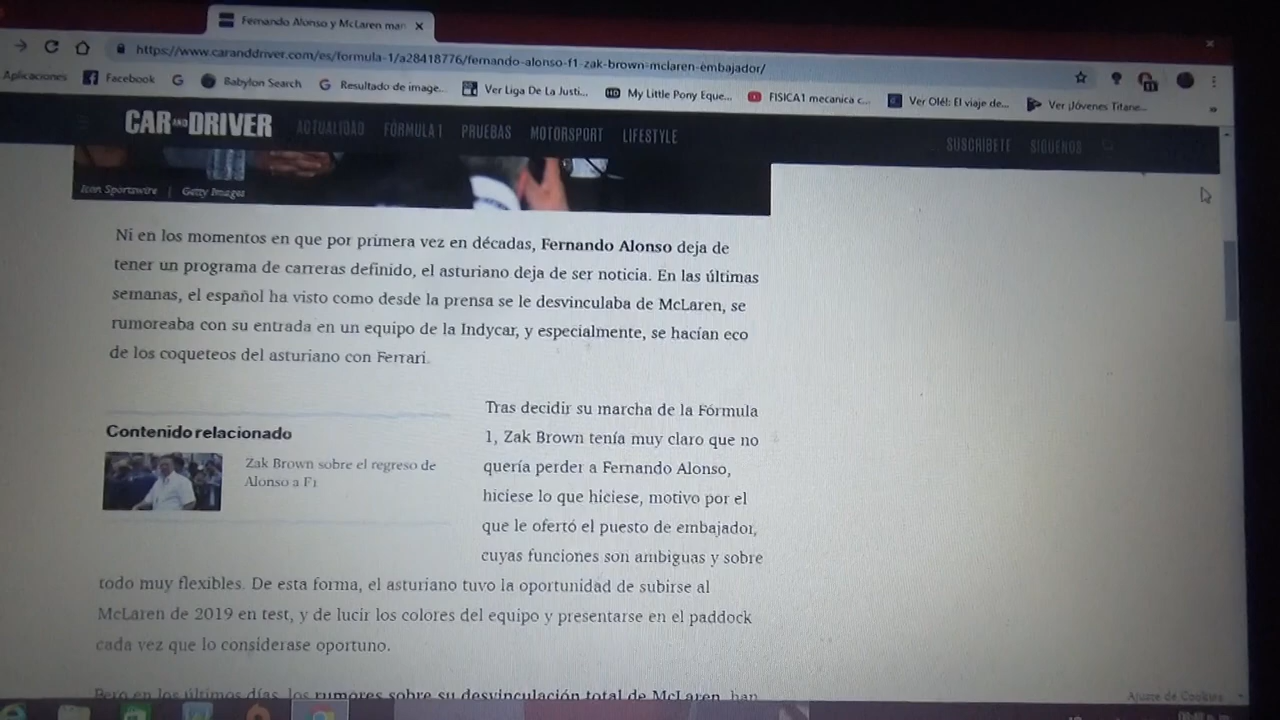 Fernando Alonso y McLaren man
https://www.caranddriver.com/es/formula-1/a28418776/fernando-alonso-f1-zak-brown-mclaren-embajador/
Aplicaciones Facebook Babylon Search Resultado de image... Ver Liga De La Justi... My Little Pony Eque... FISICA1 mecanica c... Ver Olé!: El viaje de... Ver ¡Jóvenes Titane...
CAR AND DRIVER ACTUALIDAD FÓRMULA 1 PRUEBAS MOTORSPORT LIFESTYLE SUSCRÍBETE SÍGUENOS
Icon Sportswire | Getty Images
Ni en los momentos en que por primera vez en décadas, Fernando Alonso deja de
tener un programa de carreras definido, el asturiano deja de ser noticia. En las últimas
semanas, el español ha visto como desde la prensa se le desvinculaba de McLaren, se
rumoreaba con su entrada en un equipo de la Indycar, y especialmente, se hacían eco
de los coqueteos del asturiano con Ferrari.
Contenido relacionado
Zak Brown sobre el regreso de
Alonso a F1
Tras decidir su marcha de la Fórmula
1, Zak Brown tenía muy claro que no
quería perder a Fernando Alonso,
hiciese lo que hiciese, motivo por el
que le ofertó el puesto de embajador,
cuyas funciones son ambiguas y sobre
todo muy flexibles. De esta forma, el asturiano tuvo la oportunidad de subirse al
McLaren de 2019 en test, y de lucir los colores del equipo y presentarse en el paddock
cada vez que lo considerase oportuno.
Pero en los últimos días, los rumores sobre su desvinculación total de McLaren, han
Ajuste de Cookies